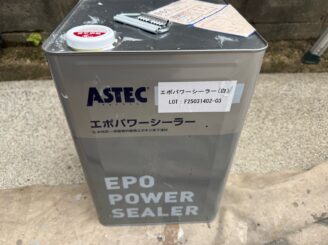 エポパワーシーラー(白)
LOT : F25031402-03
ASTEC
エポパワーシーラー
EPO
POWER
SEALER